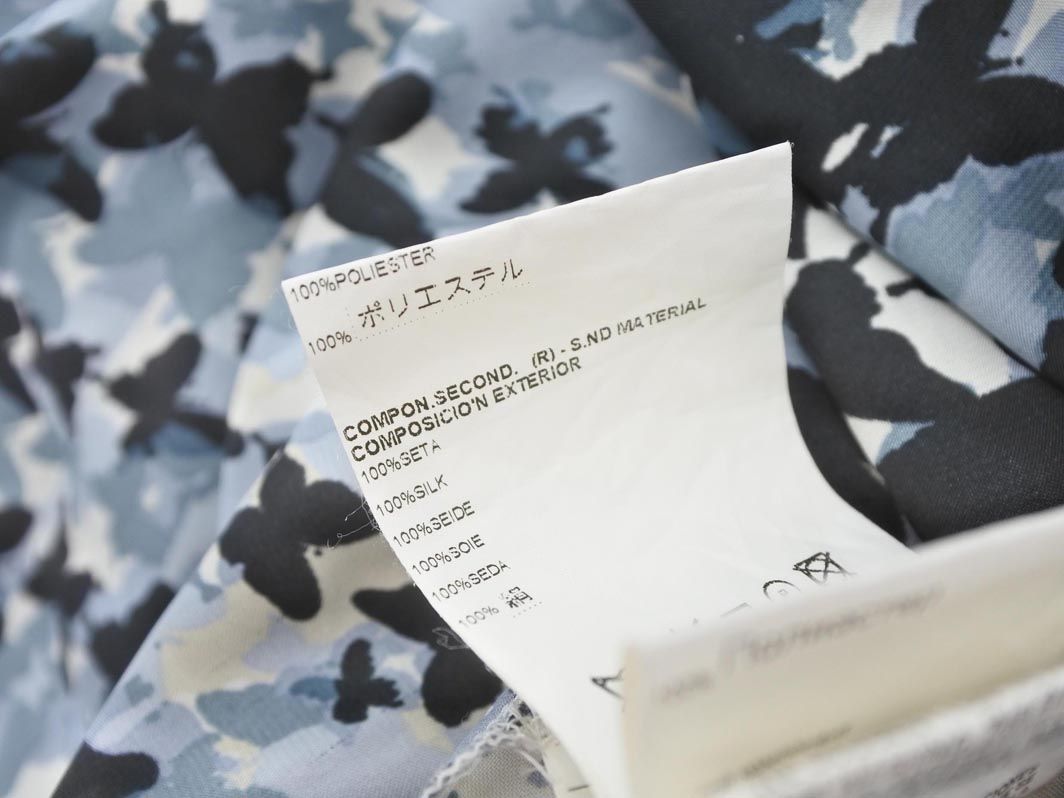 100%POLIESTER
100% ポリエステル
COMPON.SECOND. (R) - S.ND MATERIAL
COMPOSICIO'N EXTERIOR
100%SETA
100%SILK
100%SEIDE
100%SOIE
100%SEDA
100% 絹